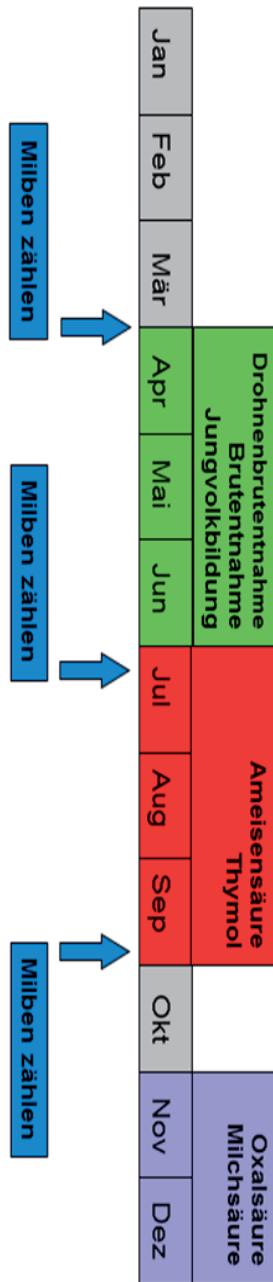 Drohnenbrutentnahme
Brutentnahme
Jungvolkbildung
Ameisensäure
Thymol
Oxalsäure
Milchsäure
Jan
Feb
Mär
Apr
Mai
Jun
Jul
Aug
Sep
Okt
Nov
Dez
Milben zählen
Milben zählen
Milben zählen